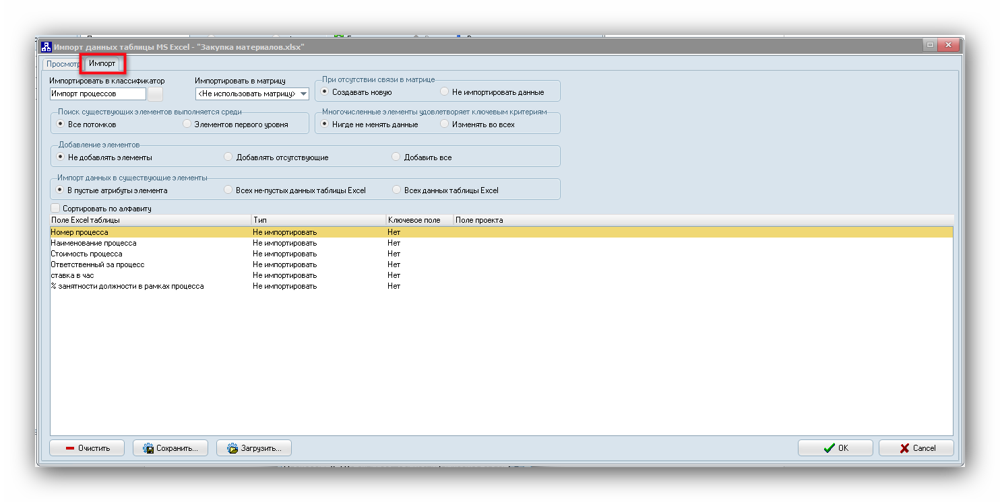 Импорт данных таблицы MS Excel - "Закупка материалов.xlsx"
Просмотр Импорт
Импортировать в классификатор Импортировать в матрицу При отсутствии связи в матрице
Импорт процессов <Не использовать матрицу> Создавать новую Не импортировать данные
Поиск существующих элементов выполняется среди Многочисленные элементы удовлетворяет ключевым критериям
Все потомков Элементов первого уровня Нигде не менять данные Изменять во всех
Добавление элементов
Не добавлять элементы Добавлять отсутствующие Добавить все
Импорт данных в существующие элементы
В пустые атрибуты элемента Всех не-пустых данных таблицы Excel Всех данных таблицы Excel
Сортировать по алфавиту
Поле Excel таблицы Тип Ключевое поле Поле проекта
Номер процесса Не импортировать Нет
Наименование процесса Не импортировать Нет
Стоимость процесса Не импортировать Нет
Ответственный за процесс Не импортировать Нет
ставка в час Не импортировать Нет
% занятности должности в рамках процесса Не импортировать Нет
Очистить Сохранить... Загрузить... OK Cancel